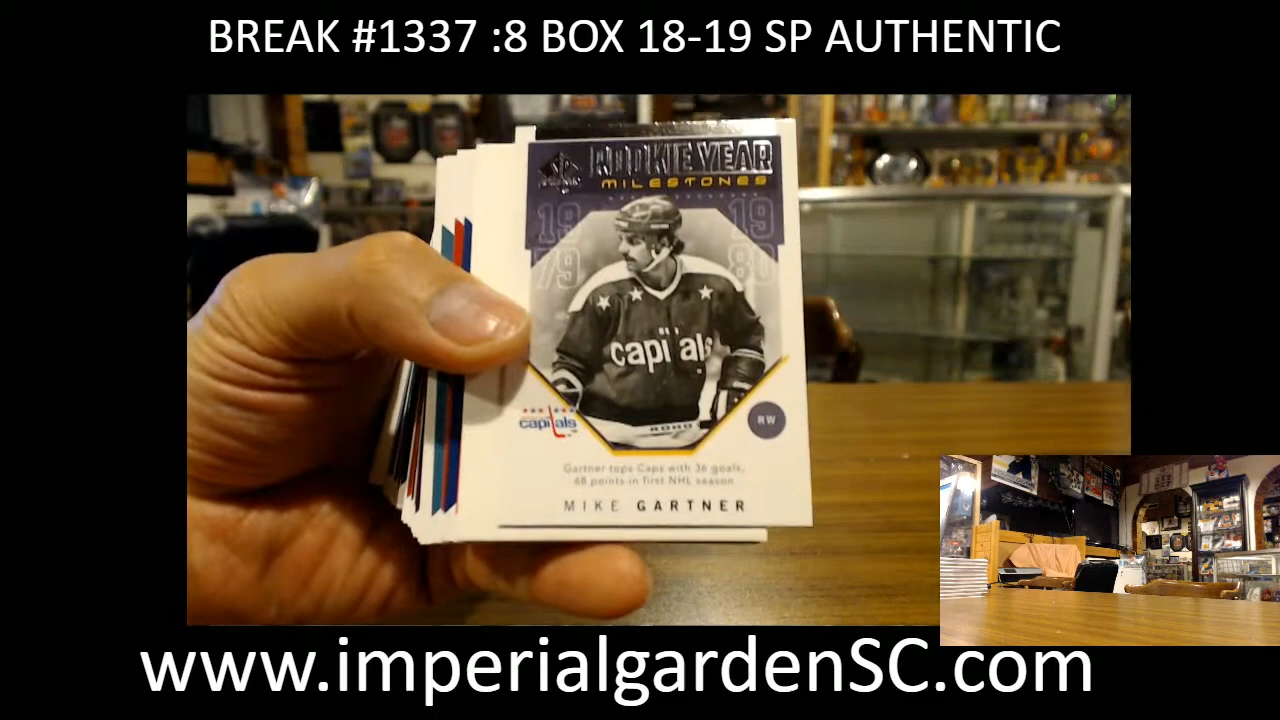 BREAK #1337 :8 BOX 18-19 SP AUTHENTIC
ROOKIE YEAR
MILESTONES
19 19
79 80
capitals
capitals
RW
Gartner tops Caps with 36 goals,
68 points in first NHL season
MIKE GARTNER
www.imperialgardenSC.com